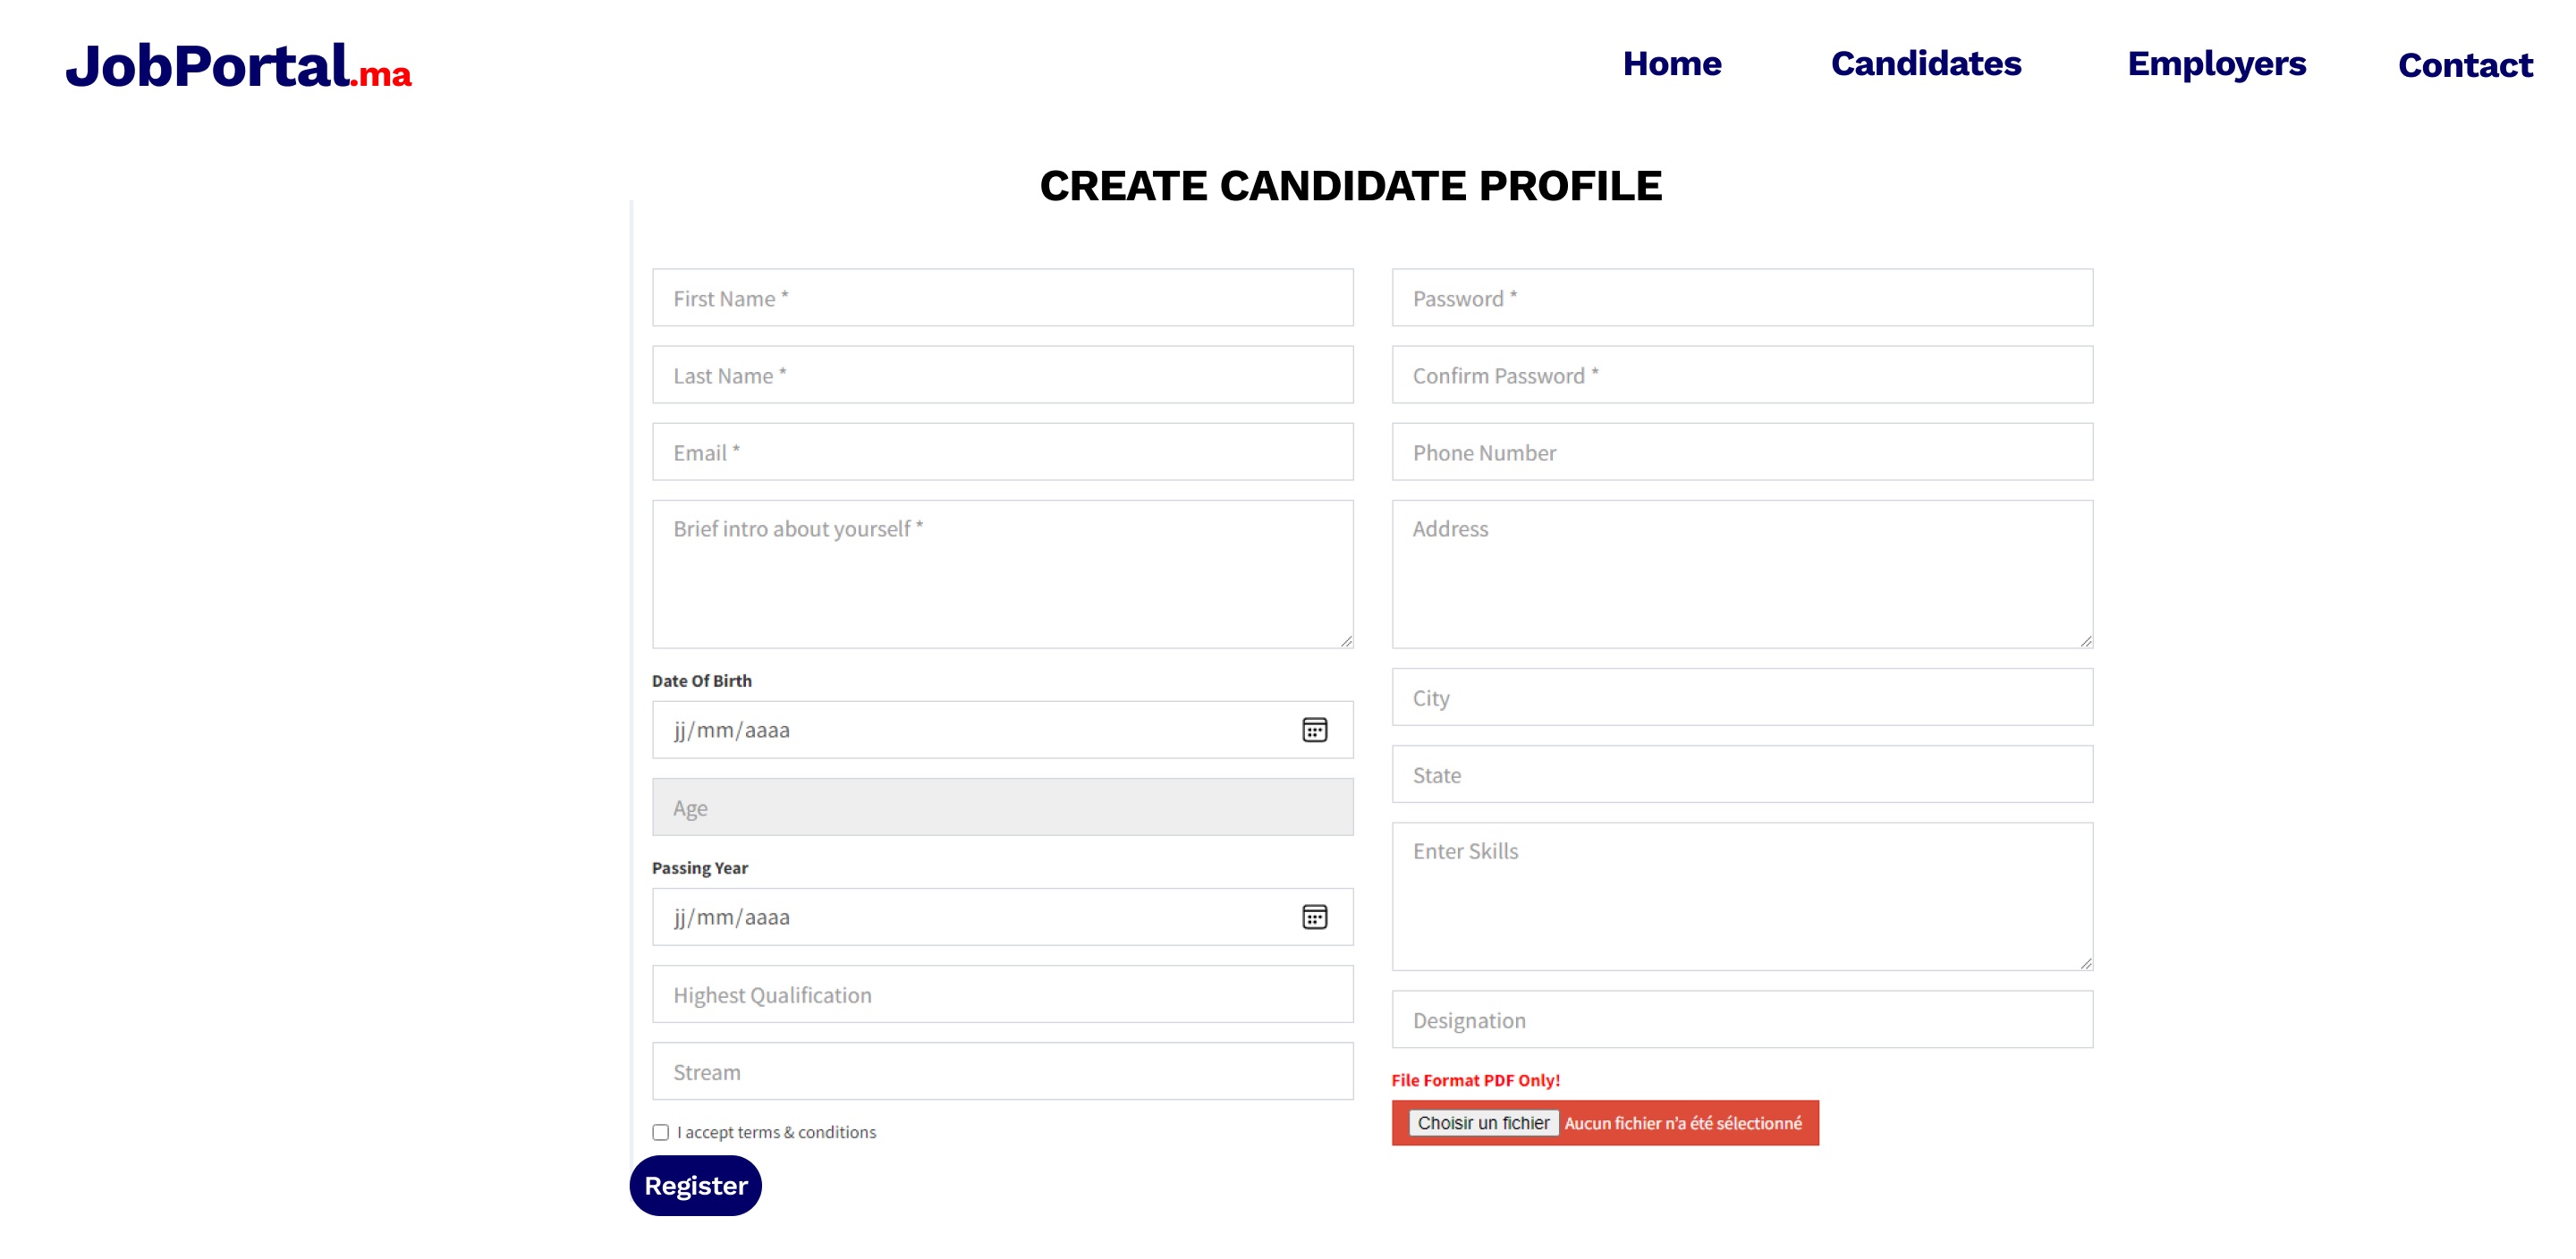 JobPortal.ma
Home Candidates Employers Contact
CREATE CANDIDATE PROFILE
First Name *
Last Name *
Email *
Brief intro about yourself *
Date Of Birth
jj/mm/aaaa
Age
Passing Year
jj/mm/aaaa
Highest Qualification
Stream
I accept terms & conditions
Register
Password *
Confirm Password *
Phone Number
Address
City
State
Enter Skills
Designation
File Format PDF Only!
Choisir un fichier Aucun fichier n'a été sélectionné